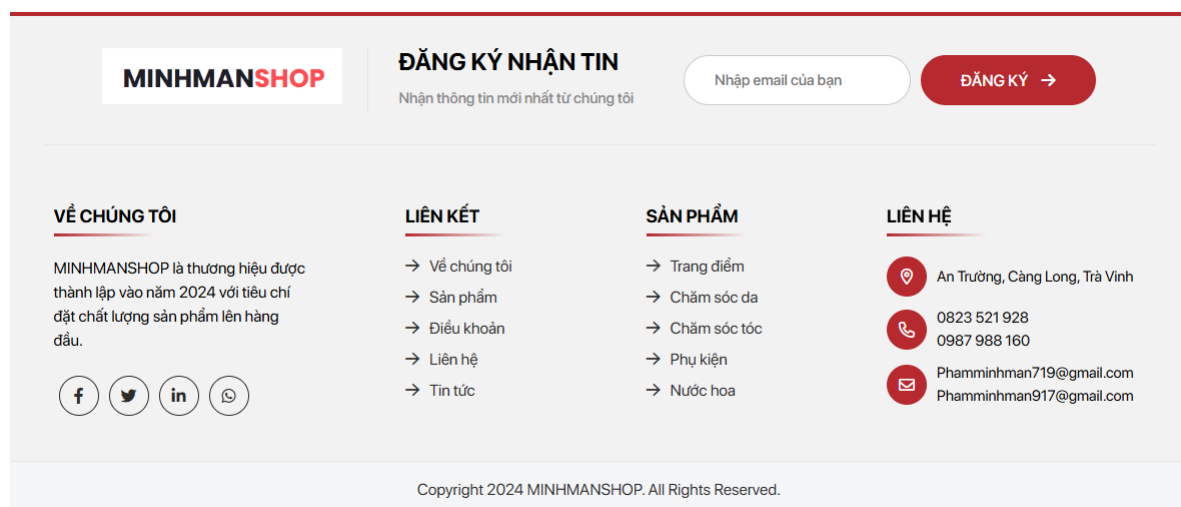 MINHMANSHOP
ĐĂNG KÝ NHẬN TIN
Nhận thông tin mới nhất từ chúng tôi
Nhập email của bạn
ĐĂNG KÝ
VỀ CHÚNG TÔI
MINHMANSHOP là thương hiệu được
thành lập vào năm 2024 với tiêu chí
đặt chất lượng sản phẩm lên hàng
đầu.
LIÊN KẾT
Về chúng tôi
Sản phẩm
Điều khoản
Liên hệ
Tin tức
SẢN PHẨM
Trang điểm
Chăm sóc da
Chăm sóc tóc
Phụ kiện
Nước hoa
LIÊN HỆ
An Trường, Càng Long, Trà Vinh
0823 521 928
0987 988 160
Phamminhman719@gmail.com
Phamminhman917@gmail.com
Copyright 2024 MINHMANSHOP. All Rights Reserved.